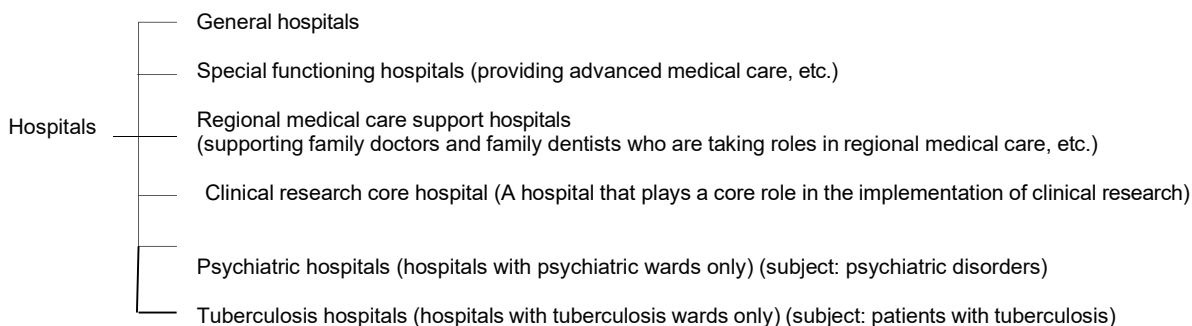 General hospitals
Special functioning hospitals (providing advanced medical care, etc.)
Hospitals
Regional medical care support hospitals
(supporting family doctors and family dentists who are taking roles in regional medical care, etc.)
Clinical research core hospital (A hospital that plays a core role in the implementation of clinical research)
Psychiatric hospitals (hospitals with psychiatric wards only) (subject: psychiatric disorders)
Tuberculosis hospitals (hospitals with tuberculosis wards only) (subject: patients with tuberculosis)